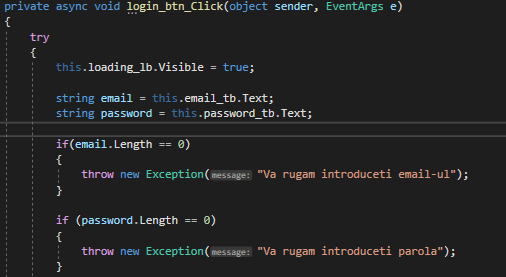 private async void login_btn_Click(object sender, EventArgs e)
{
try
{
this.loading_lb.Visible = true;
string email = this.email_tb.Text;
string password = this.password_tb.Text;
if(email.Length == 0)
{
throw new Exception(message: "Va rugam introduceti email-ul");
}
if (password.Length == 0)
{
throw new Exception(message: "Va rugam introduceti parola");
}